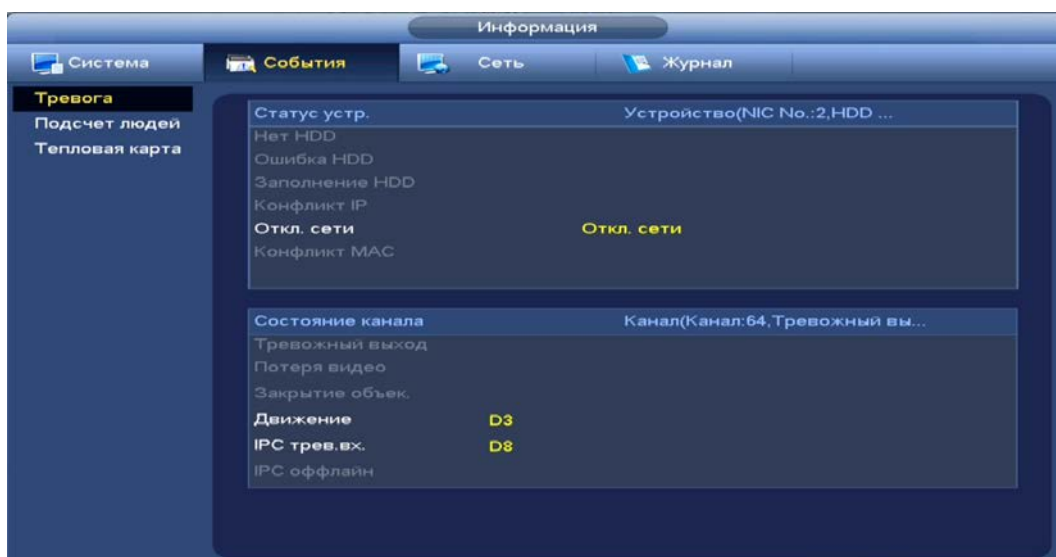 Информация
Система События Сеть Журнал
Тревога
Подсчет людей
Тепловая карта
Статус устр. Устройство(NIC No.:2,HDD ...
Нет HDD
Ошибка HDD
Заполнение HDD
Конфликт IP
Откл. сети Откл. сети
Конфликт MAC
Состояние канала Канал(Канал:64,Тревожный вы...
Тревожный выход
Потеря видео
Закрытие объек.
Движение D3
IPC трев.вх. D8
IPC оффлайн